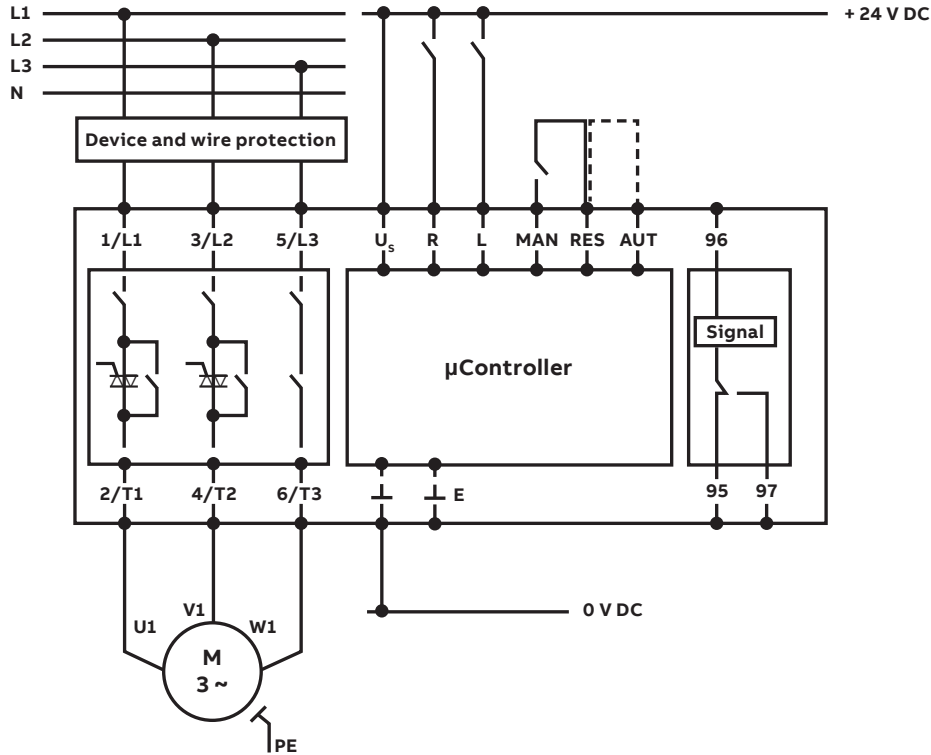 L1
+ 24 V DC
L2
L3
N
Device and wire protection
1/L1 3/L2 5/L3 Us R L MAN RES AUT 96
Signal
µController
2/T1 4/T2 6/T3 E 95 97
0 V DC
U1 V1 W1
M
3 ~
PE